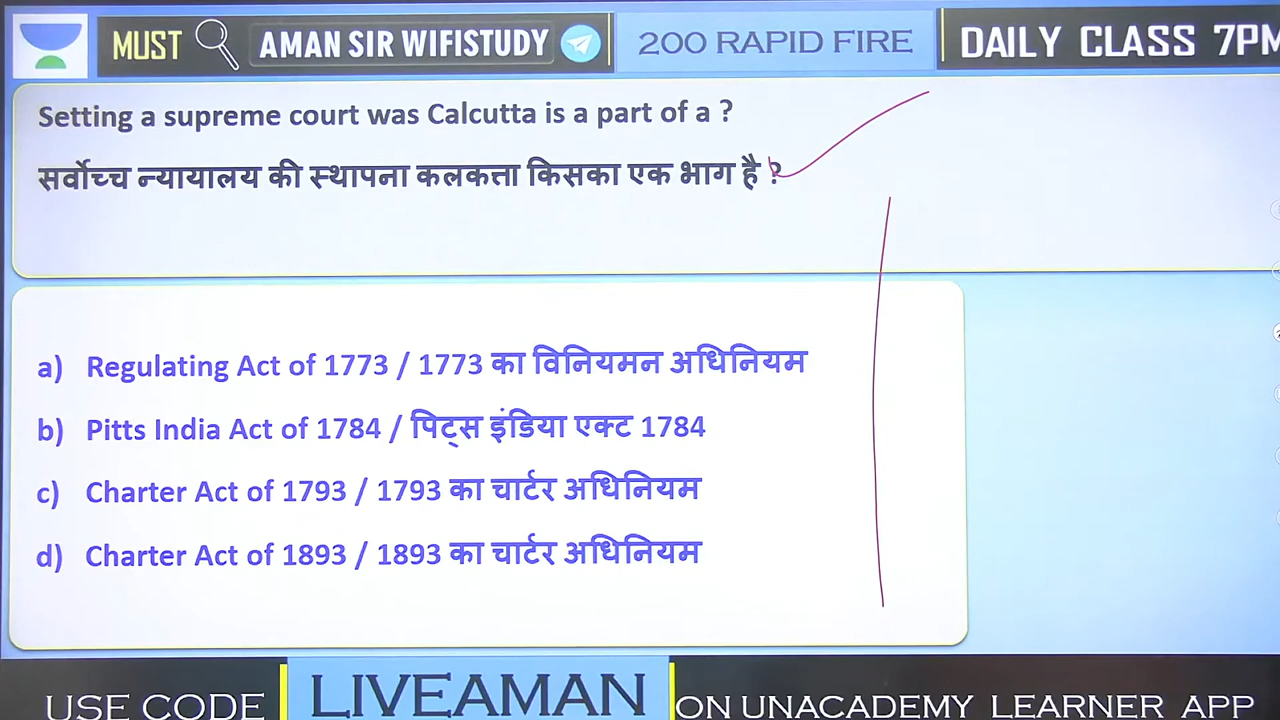 MUST AMAN SIR WIFISTUDY 200 RAPID FIRE DAILY CLASS 7PM
Setting a supreme court was Calcutta is a part of a ?
सर्वोच्च न्यायालय की स्थापना कलकत्ता किसका एक भाग है ?
a) Regulating Act of 1773 / 1773 का विनियमन अधिनियम
b) Pitts India Act of 1784 / पिट्स इंडिया एक्ट 1784
c) Charter Act of 1793 / 1793 का चार्टर अधिनियम
d) Charter Act of 1893 / 1893 का चार्टर अधिनियम
USE CODE LIVEAMAN ON UNACADEMY LEARNER APP